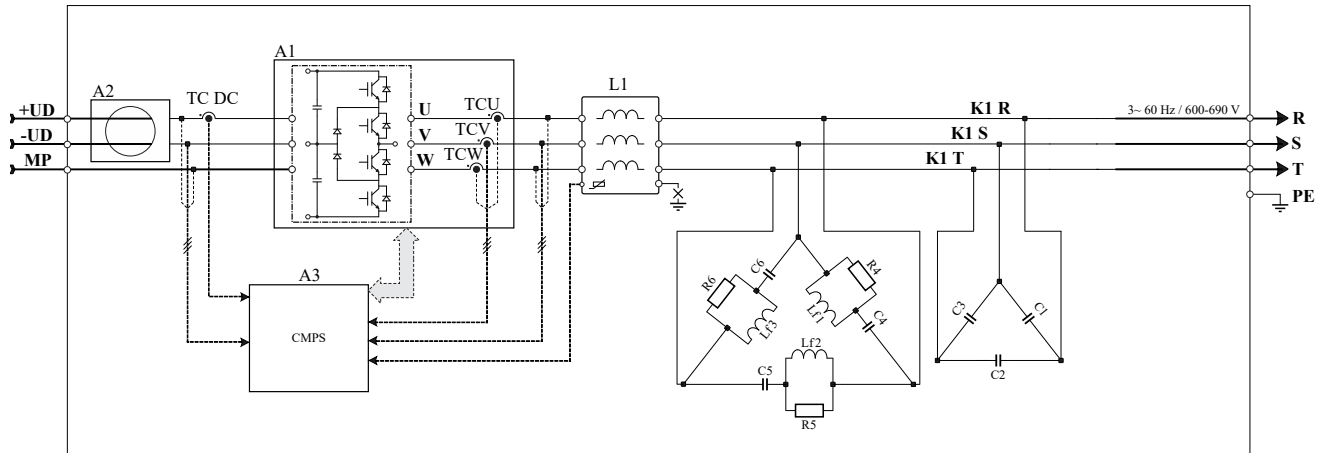 A1
A2
TC DC
+UD
-UD
MP
U
V
W
TCU
TCV
TCW
L1
K1 R
K1 S
K1 T
3~ 60 Hz / 600-690 V
R
S
T
PE
A3
CMPS
R6
C6
Lf3
R4
Lf1
C4
C5
Lf2
R5
C3
C1
C2